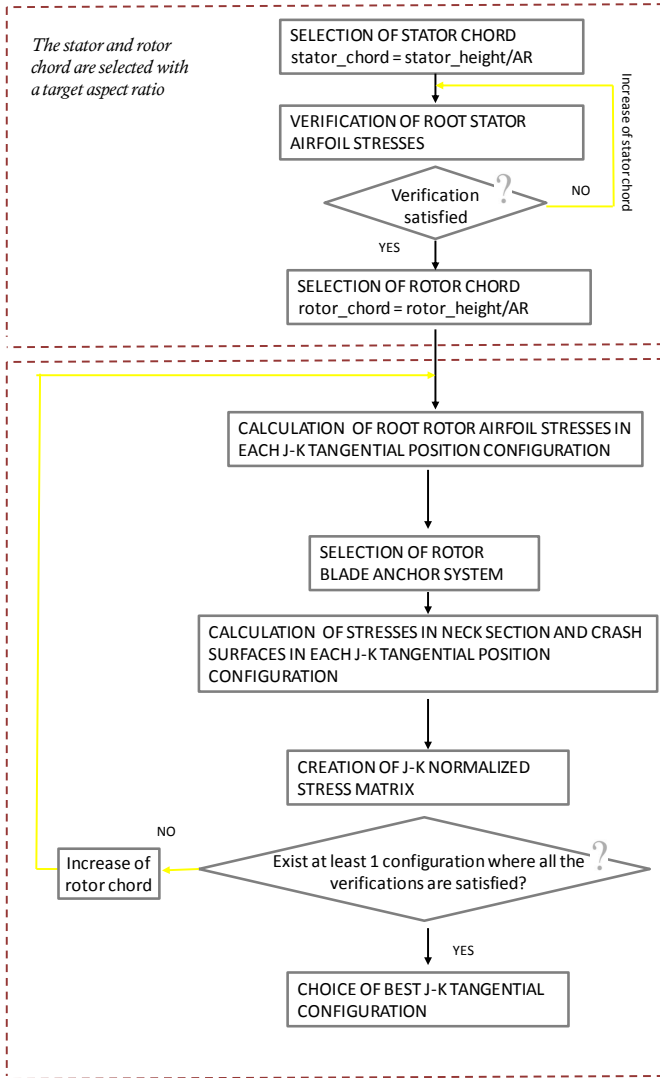 The stator and rotor
chord are selected with
a target aspect ratio
SELECTION OF STATOR CHORD
stator_chord = stator_height/AR
Increase of stator chord
VERIFICATION OF ROOT STATOR
AIRFOIL STRESSES
?
Verification
satisfied
NO
YES
SELECTION OF ROTOR CHORD
rotor_chord = rotor_height/AR
CALCULATION OF ROOT ROTOR AIRFOIL STRESSES IN
EACH J-K TANGENTIAL POSITION CONFIGURATION
SELECTION OF ROTOR
BLADE ANCHOR SYSTEM
CALCULATION OF STRESSES IN NECK SECTION AND CRASH
SURFACES IN EACH J-K TANGENTIAL POSITION
CONFIGURATION
CREATION OF J-K NORMALIZED
STRESS MATRIX
NO
Increase of
rotor chord
?
Exist at least 1 configuration where all the
verifications are satisfied?
YES
CHOICE OF BEST J-K TANGENTIAL
CONFIGURATION